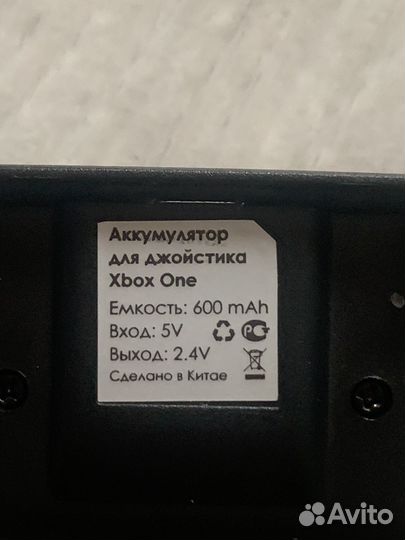 Аккумулятор
для джойстика
Xbox One
Емкость: 600 mAh
Вход: 5V
Выход: 2.4V
Сделано в Китае
Avito